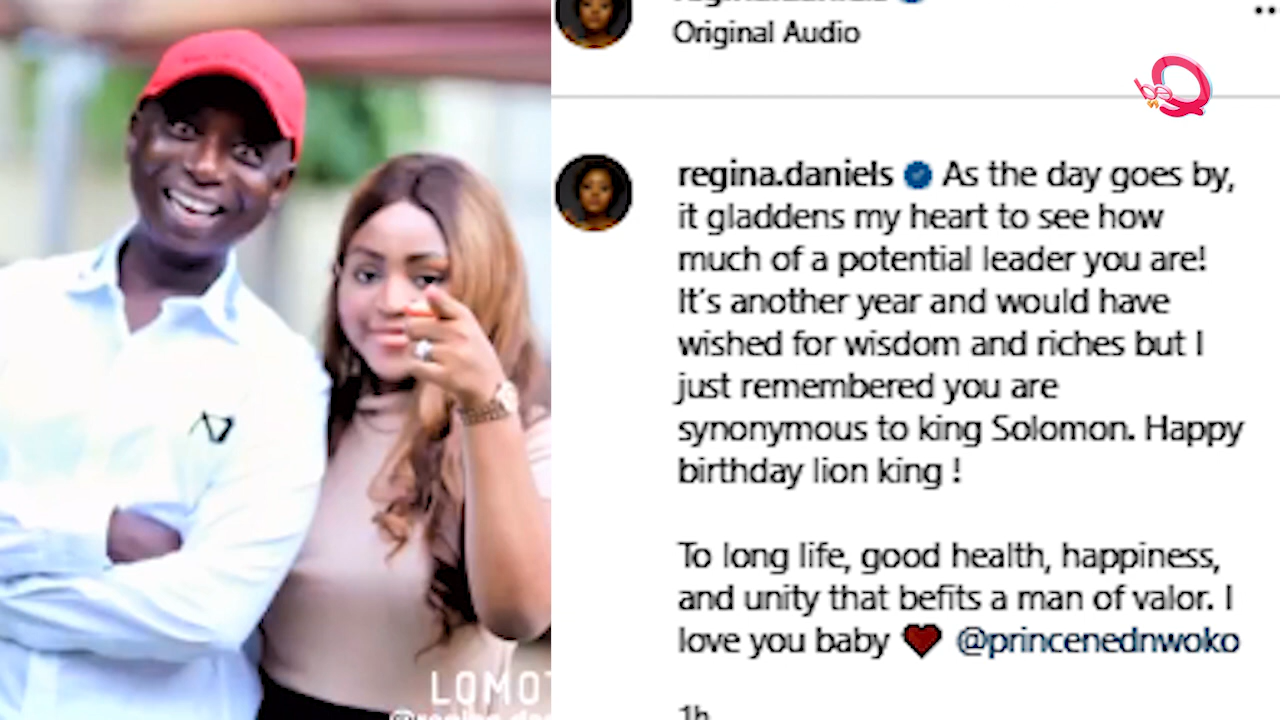 Original Audio
be
regina.daniels As the day goes by,
it gladdens my heart to see how
much of a potential leader you are!
It's another year and would have
wished for wisdom and riches but I
just remembered you are
synonymous to king Solomon. Happy
birthday lion king !
To long life, good health, happiness,
and unity that befits a man of valor. I
love you baby ❤ @princenednwoko
1h
LOMOT